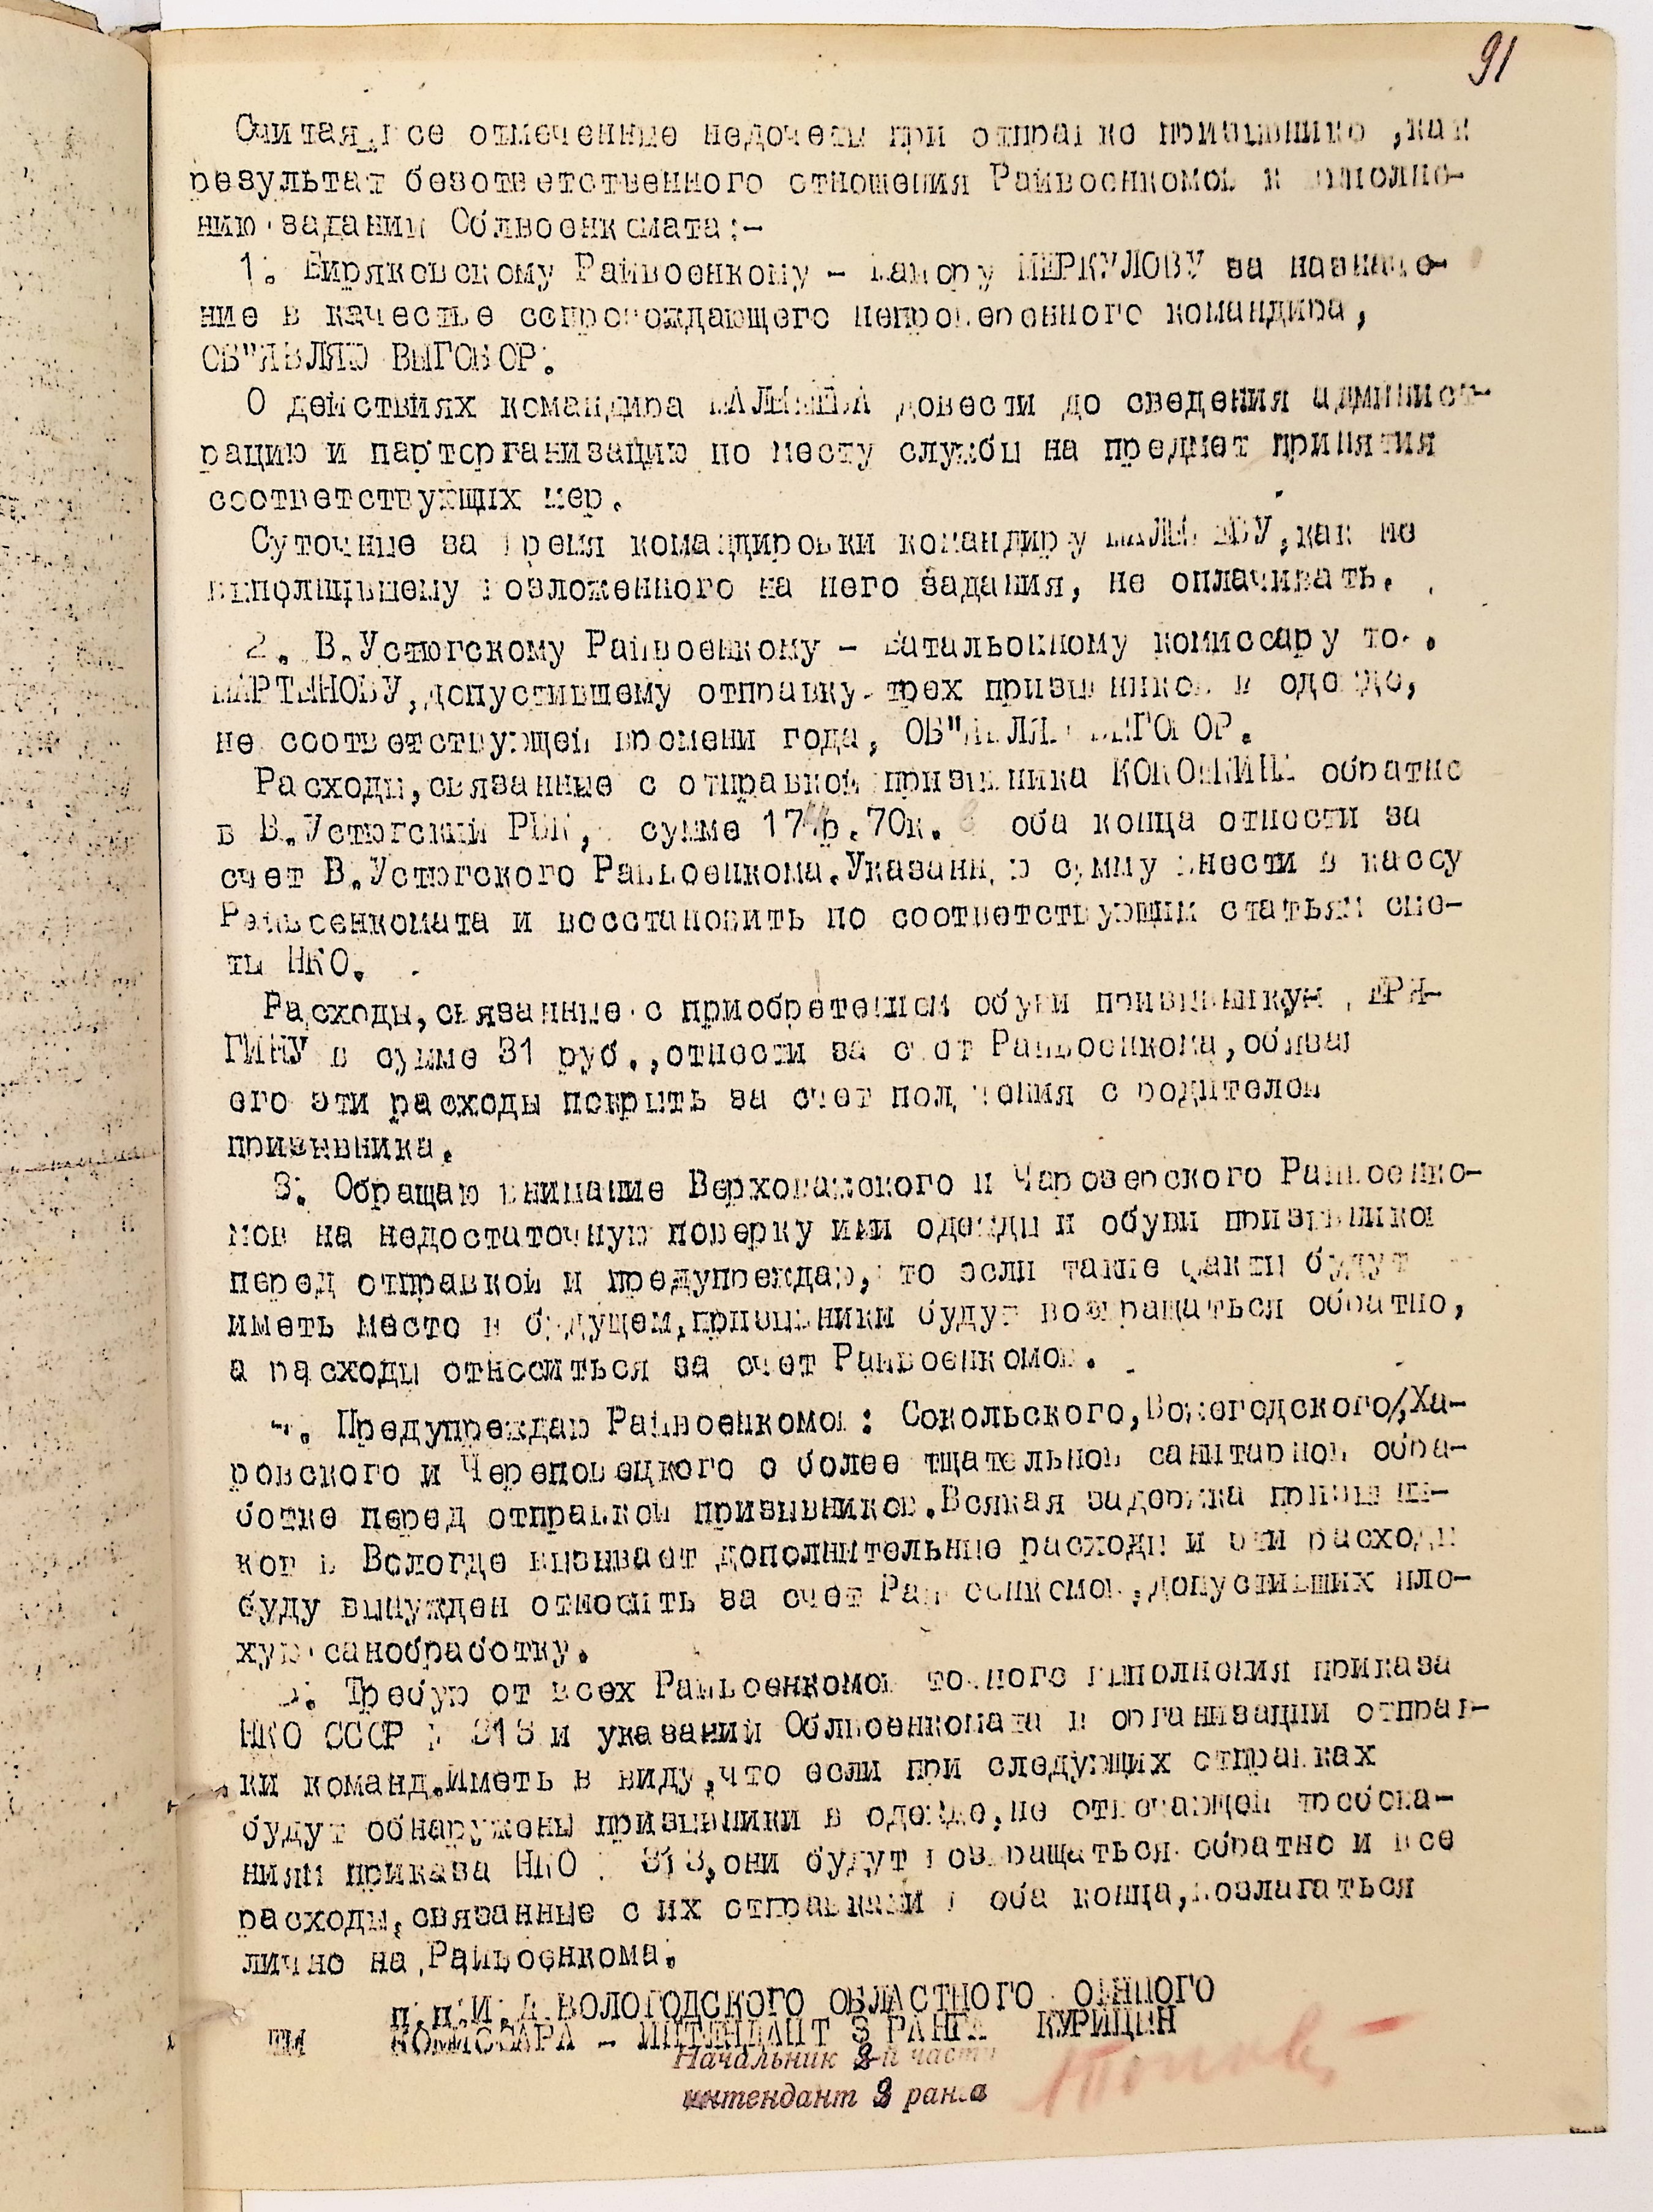 91
Считая все отмеченные недочеты при отправке призывников, как
результат безответственного отношения Райвоенкомов к выполне-
нию заданий Облвоенкомата:-
1. Биряковскому Райвоенкому - майору МЕРКУЛОВУ за назначе-
ние в качестве сопровождающего непроверенного командира,
ОБ"ЯВЛЯЮ ВЫГОВОР.
О действиях командира довести до сведения админист-
рацию и парторганизацию по месту службы на предмет принятия
соответствующих мер.
Суточные за время командировки командиру , как не
выполнившему возложенного на него задания, не оплачивать.
2. В.Устюгскому Райвоенкому - батальонному комиссару тов.
МАРТЫНОВУ, допустившему отправку трех призывников в одежде,
не соответствующей времени года, ОБ"ЯВЛЯЮ ВЫГОВОР.
Расходы, связанные с отправкой призывника обратно
в В.Устюгский РВК, сумме р.70к. в оба конца отнести за
счет В.Устюгского Райвоенкома. Указанную сумму внести в кассу
Райвоенкомата и восстановить по соответствующим статьям сме-
ты НКО.
Расходы, связанные с приобретением обуви призывнику
ГИНУ в сумме 31 руб., отнести за счет Райвоенкома, обязав
его эти расходы покрыть за счет получения с родителей
призывника.
3. Обращаю внимание Верховажского и Чарозерского Райвоенко-
мов на недостаточную поверку ими одежды и обуви призывников
перед отправкой и предупреждаю, что если такие факты будут
иметь место в будущем, призывники будут возвращаться обратно,
а расходы относиться за счет Райвоенкомов.
4. Предупреждаю Райвоенкомов: Сокольского, Вологодского, Ха-
ровского и Череповецкого о более тщательной санитарной обра-
ботке перед отправкой призывников. Всякая задержка призывни-
ков в Вологде вызывает дополнительные расходы и эти расходы
буду вынужден относить за счет Райвоенкомов, допустивших пло-
хую санобработку.
5. Требую от всех Райвоенкомов точного выполнения приказа
НКО СССР и указаний Облвоенкомата в организации отправ-
ки команд. Иметь в виду, что если при следующих отправках
будут обнаружены призывники в одежде, не отвечающей требова-
ниям приказа НКО 313, они будут возвращаться обратно и все
расходы, связанные с их отправками в оба конца, возлагаться
лично на Райвоенкома.
п.п. И.Д. ВОЛОГОДСКОГО ОБЛАСТНОГО ВОЕННОГО
КОМИССАРА - ИНТЕНДАНТ 3 РАНГА КУРИЦИН
Начальник 2-й части
интендант 3 ранга